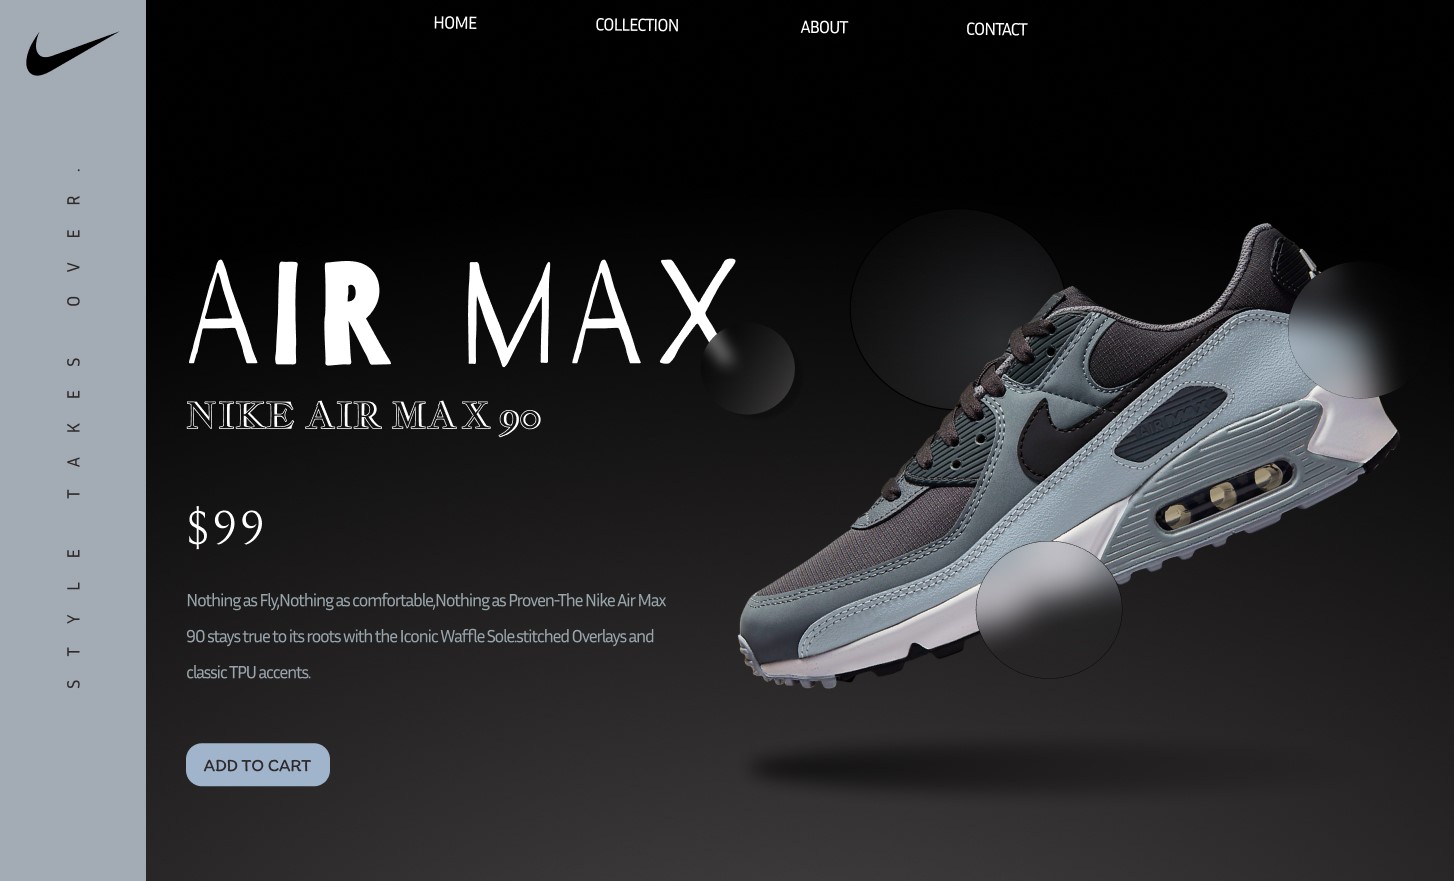 HOME
COLLECTION
ABOUT
CONTACT
STYLE TAKES OVER.
AIR MAX
NIKE AIR MAX 90
$99
Nothing as Fly,Nothing as comfortable,Nothing as Proven-The Nike Air Max
90 stays true to its roots with the Iconic Waffle Sole.stitched Overlays and
classic TPU accents.
ADD TO CART